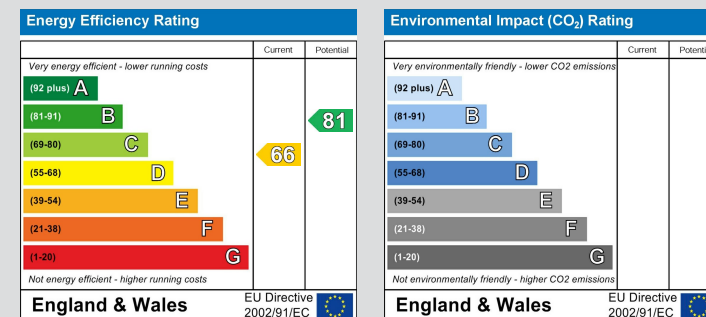 Energy Efficiency Rating
Current Potential
Very energy efficient - lower running costs
(92 plus) A
(81-91) B
(69-80) C
(55-68) D
(39-54) E
(21-38) F
(1-20) G
66
81
Not energy efficient - higher running costs
England & Wales
EU Directive
2002/91/EC
Environmental Impact (CO₂) Rating
Current Potenti
Very environmentally friendly - lower CO2 emissions
(92 plus) A
(81-91) B
(69-80) C
(55-68) D
(39-54) E
(21-38) F
(1-20) G
Not environmentally friendly - higher CO2 emissions
England & Wales
EU Directive
2002/91/EC